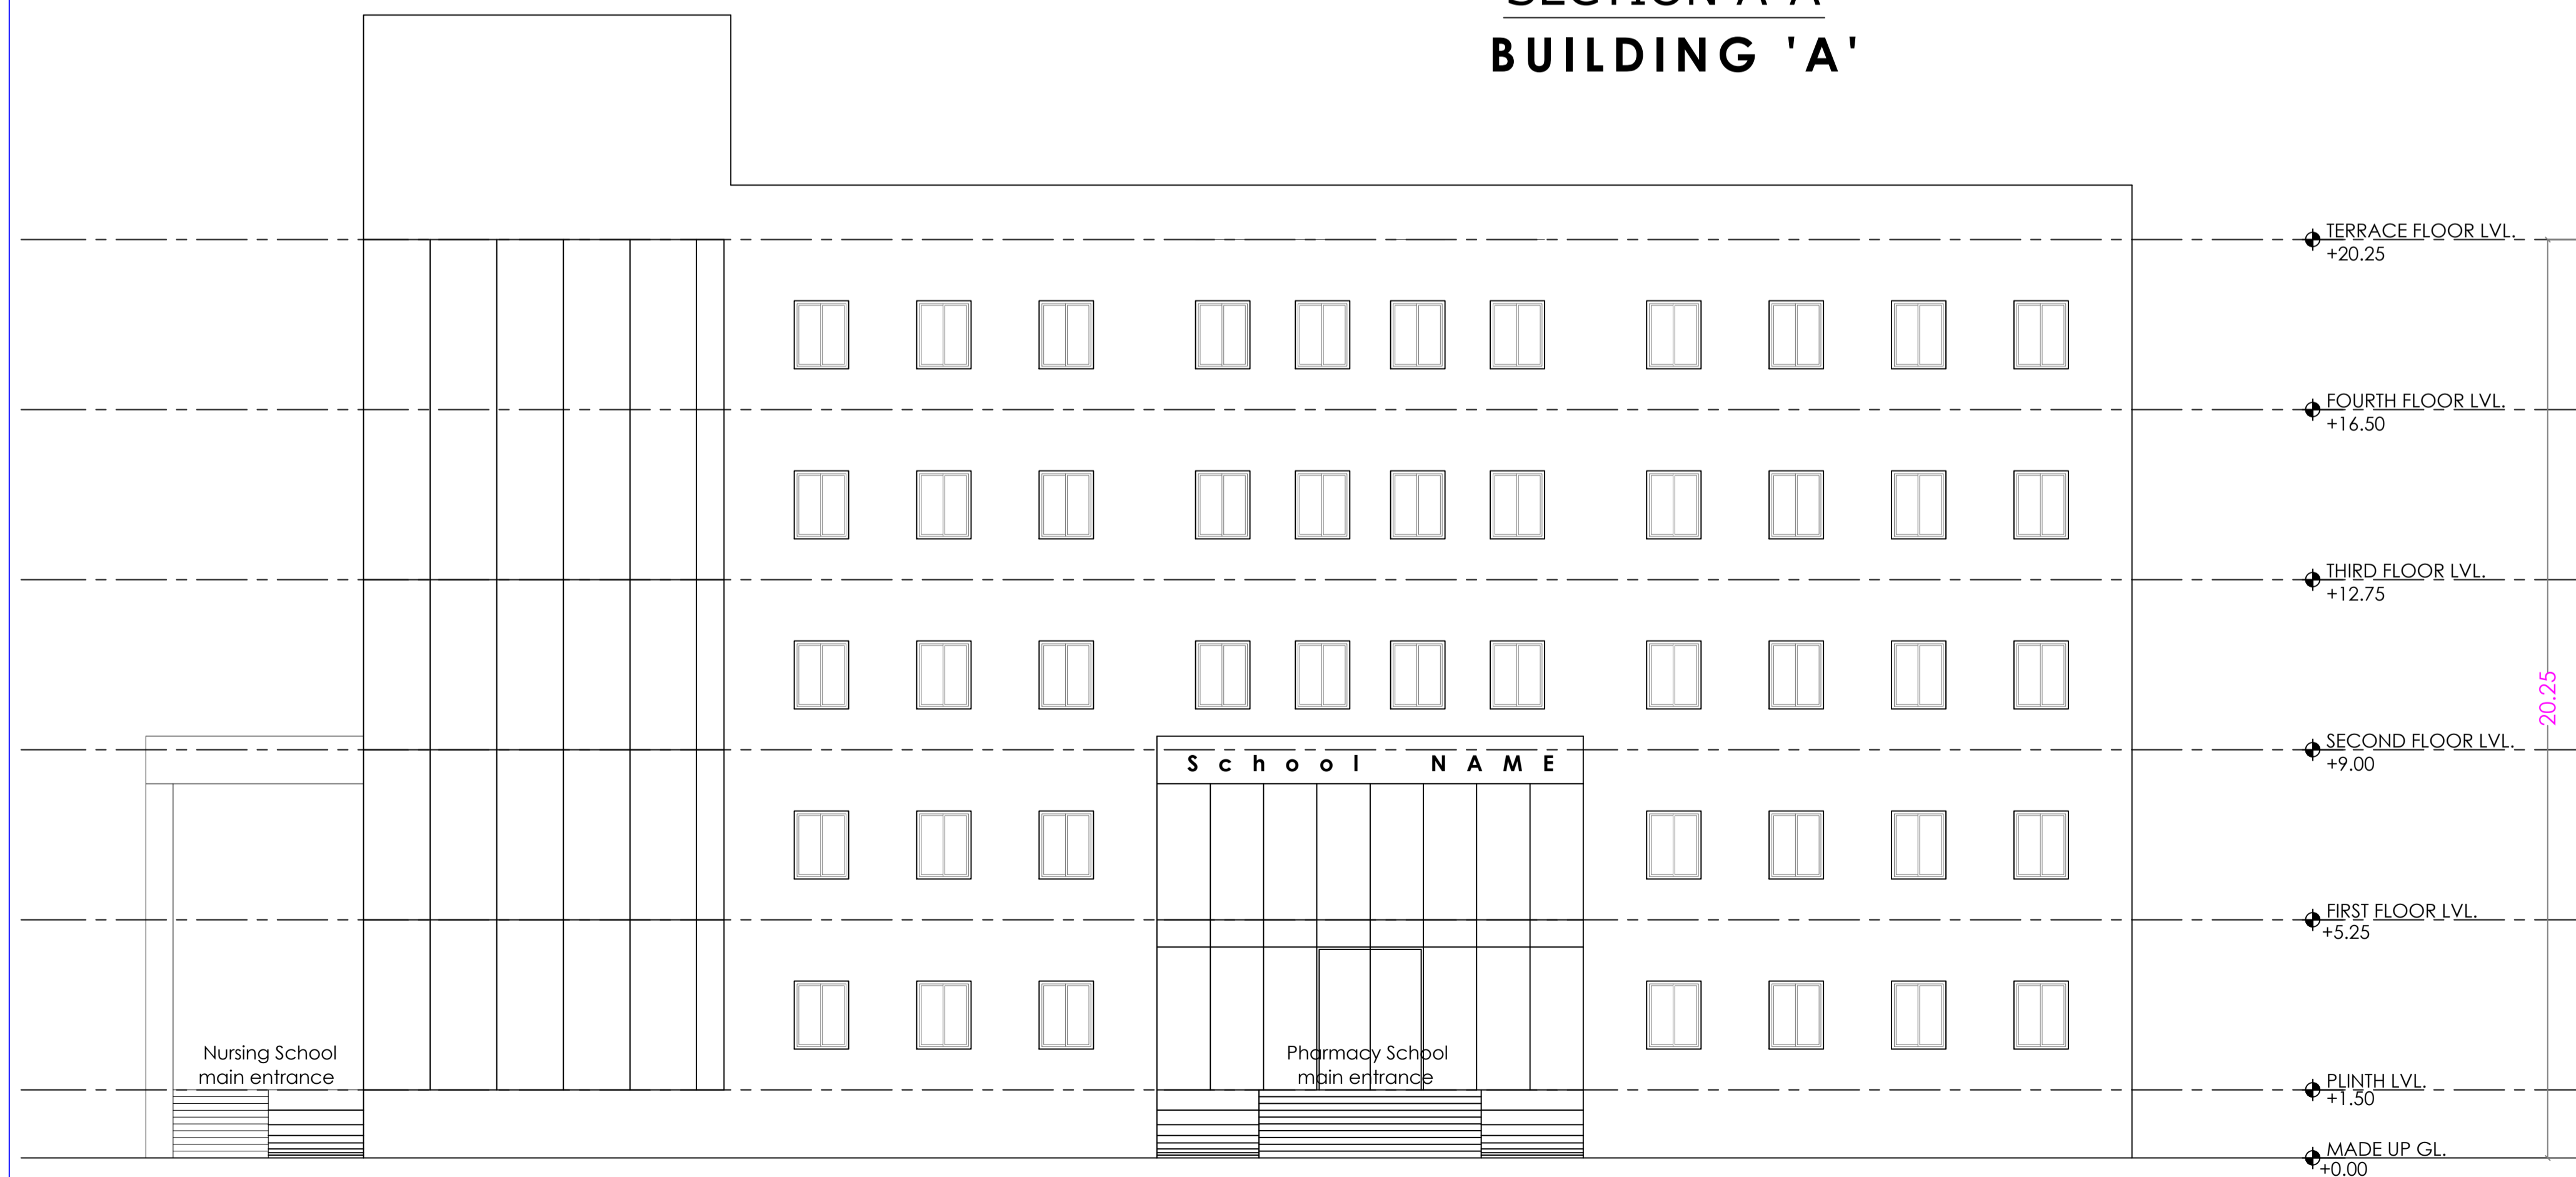 SECTION A-A
BUILDING 'A'
TERRACE FLOOR LVL.
+20.25
FOURTH FLOOR LVL.
+16.50
THIRD FLOOR LVL.
+12.75
20.25
SECOND FLOOR LVL.
+9.00
School NAME
FIRST FLOOR LVL.
+5.25
Nursing School
main entrance
Pharmacy School
main entrance
PLINTH LVL.
+1.50
MADE UP GL.
+0.00